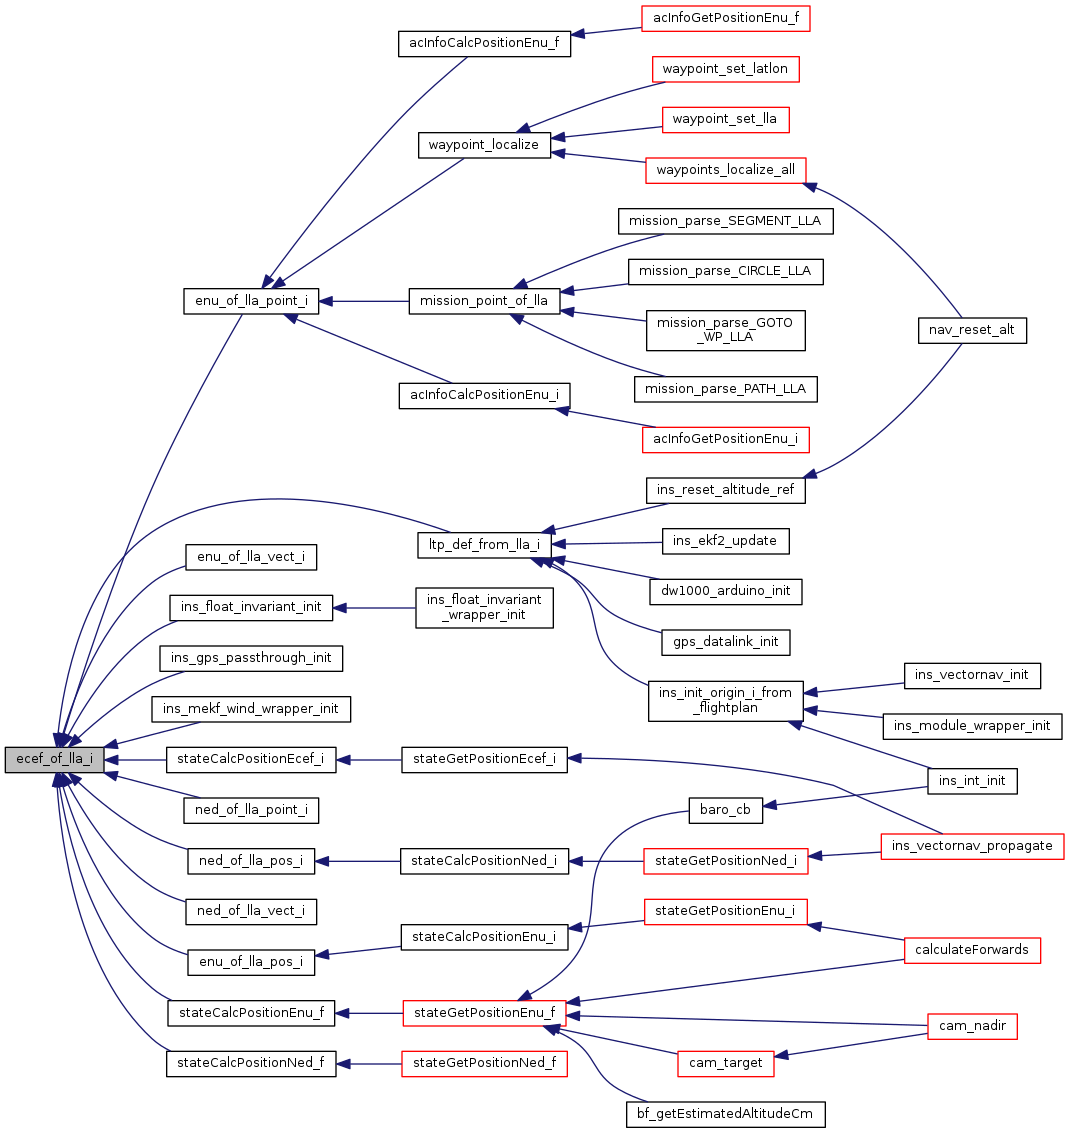 acInfoGetPositionEnu_f
acInfoCalcPositionEnu_f
waypoint_set_latlon
waypoint_set_lla
waypoint_localize
waypoints_localize_all
mission_parse_SEGMENT_LLA
mission_parse_CIRCLE_LLA
enu_of_lla_point_i
mission_point_of_lla
mission_parse_GOTO
_WP_LLA
nav_reset_alt
mission_parse_PATH_LLA
acInfoCalcPositionEnu_i
acInfoGetPositionEnu_i
ins_reset_altitude_ref
ltp_def_from_lla_i
ins_ekf2_update
enu_of_lla_vect_i
dw1000_arduino_init
ins_float_invariant_init
ins_float_invariant
_wrapper_init
gps_datalink_init
ins_gps_passthrough_init
ins_vectornav_init
ins_init_origin_i_from
_flightplan
ins_mekf_wind_wrapper_init
ins_module_wrapper_init
ecef_of_lla_i
stateCalcPositionEcef_i
stateGetPositionEcef_i
ins_int_init
ned_of_lla_point_i
baro_cb
ins_vectornav_propagate
ned_of_lla_pos_i
stateCalcPositionNed_i
stateGetPositionNed_i
ned_of_lla_vect_i
stateGetPositionEnu_i
stateCalcPositionEnu_i
calculateForwards
enu_of_lla_pos_i
stateCalcPositionEnu_f
stateGetPositionEnu_f
cam_nadir
stateCalcPositionNed_f
stateGetPositionNed_f
cam_target
bf_getEstimatedAltitudeCm